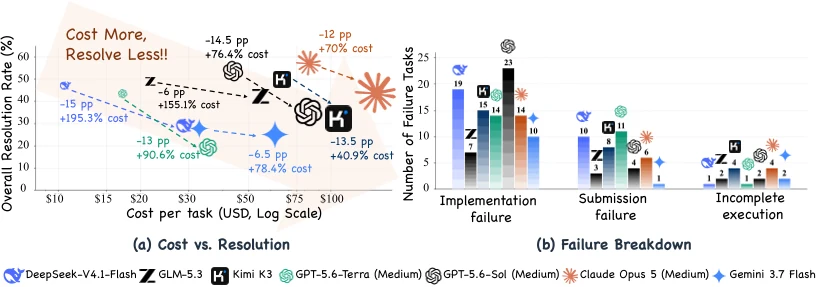 Cost More,
Resolve Less!!
Overall Resolution Rate (%)
60
50
40
30
20
10
0
-14.5 pp
+76.4% cost
-12 pp
+70% cost
-6 pp
+155.1% cost
-15 pp
+195.3% cost
-13 pp
+90.6% cost
-6.5 pp
+78.4% cost
-13.5 pp
+40.9% cost
$10
$15
$20
$30
$50
$75
$100
Cost per task (USD, Log Scale)
(a) Cost vs. Resolution
Number of Failure Tasks
25
20
15
10
5
0
19
7
15
14
23
14
10
10
3
8
11
4
6
1
1
2
4
1
2
4
2
Implementation
failure
Submission
failure
Incomplete
execution
(b) Failure Breakdown
DeepSeek-V4.1-Flash
GLM-5.3
Kimi K3
GPT-5.6-Terra (Medium)
GPT-5.6-Sol (Medium)
Claude Opus 5 (Medium)
Gemini 3.7 Flash